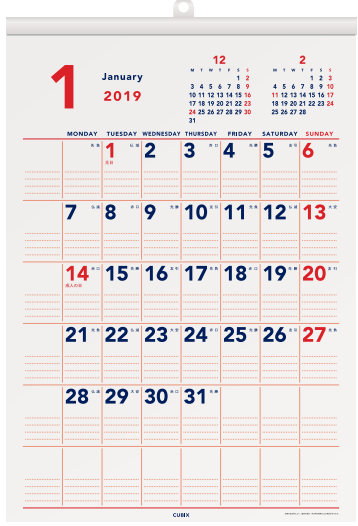 1
January
2019
12
M T W T F S S
1 2
3 4 5 6 7 8 9
10 11 12 13 14 15 16
17 18 19 20 21 22 23
24 25 26 27 28 29 30
31
2
M T W T F S S
1 2 3
4 5 6 7 8 9 10
11 12 13 14 15 16 17
18 19 20 21 22 23 24
25 26 27 28
MONDAY TUESDAY WEDNESDAY THURSDAY FRIDAY SATURDAY SUNDAY
1 2 3 4 5 6
元日
7 8 9 10 11 12 13
14 15 16 17 18 19 20
成人の日
21 22 23 24 25 26 27
28 29 30 31
CUBIX